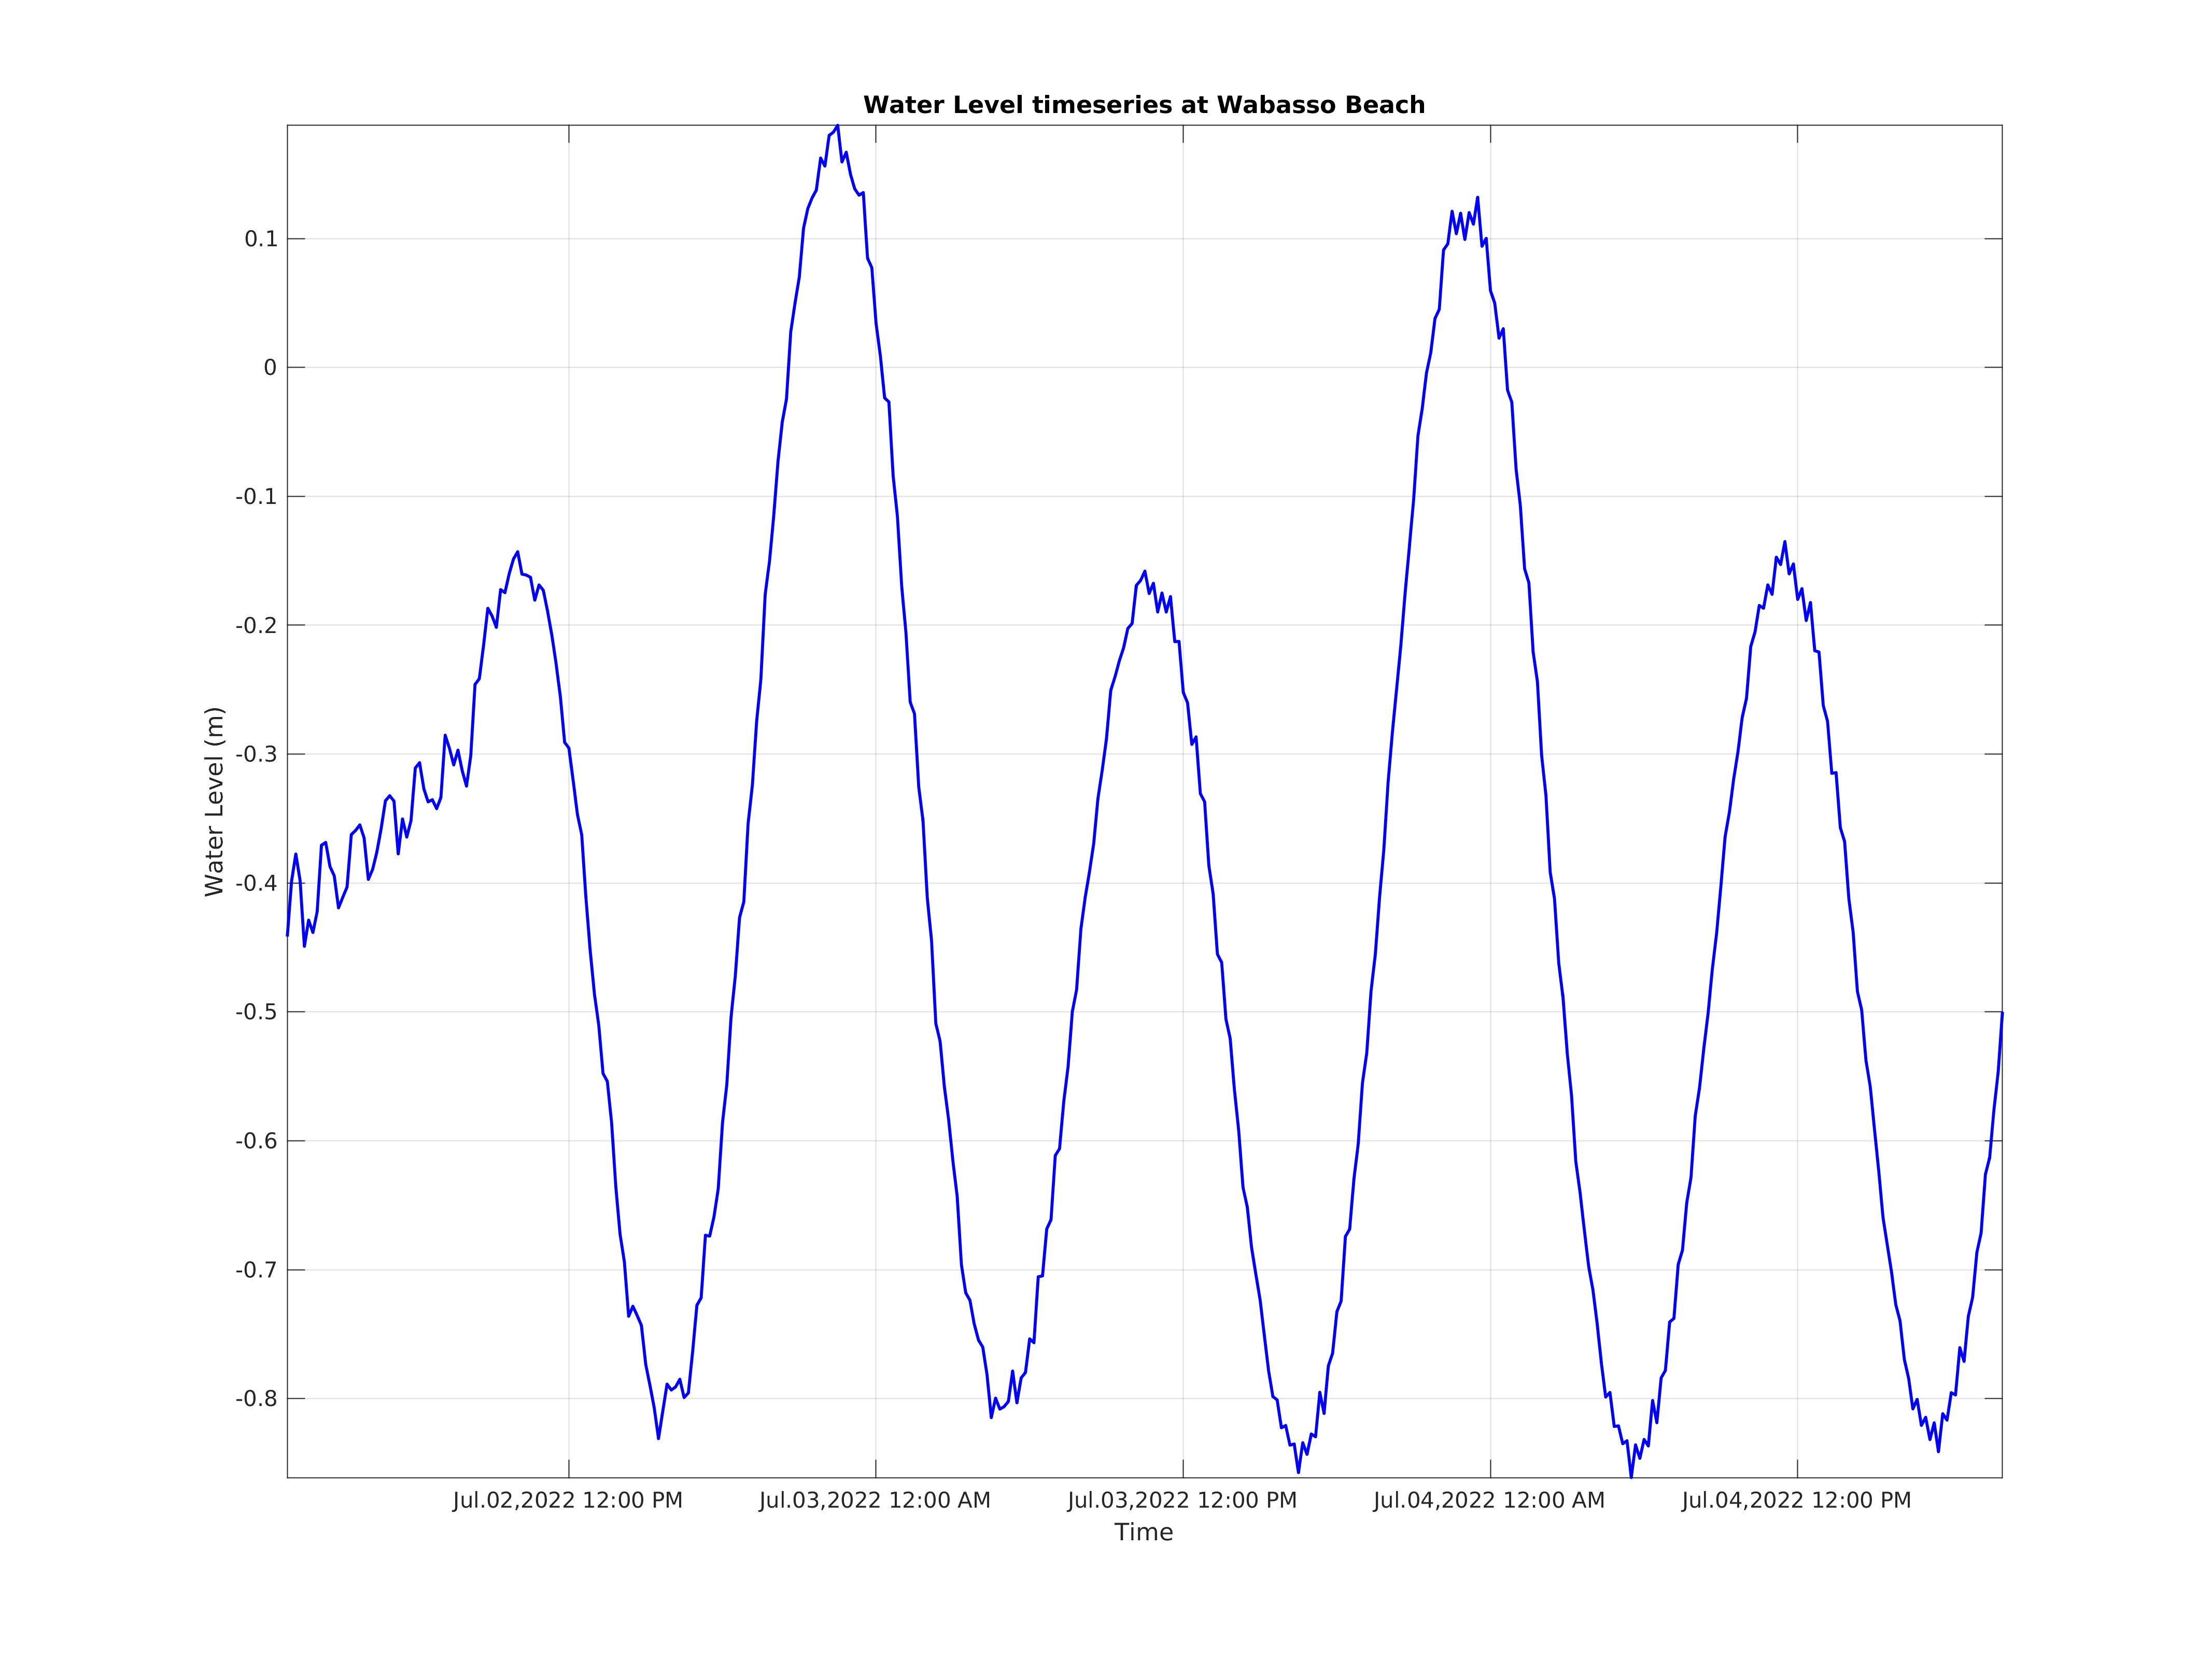 Water Level timeseries at Wabasso Beach
0.1
0
-0.1
-0.2
-0.3
-0.4
-0.5
-0.6
-0.7
-0.8
Water Level (m)
Jul.02,2022 12:00 PM
Jul.03,2022 12:00 AM
Jul.03,2022 12:00 PM
Jul.04,2022 12:00 AM
Jul.04,2022 12:00 PM
Time